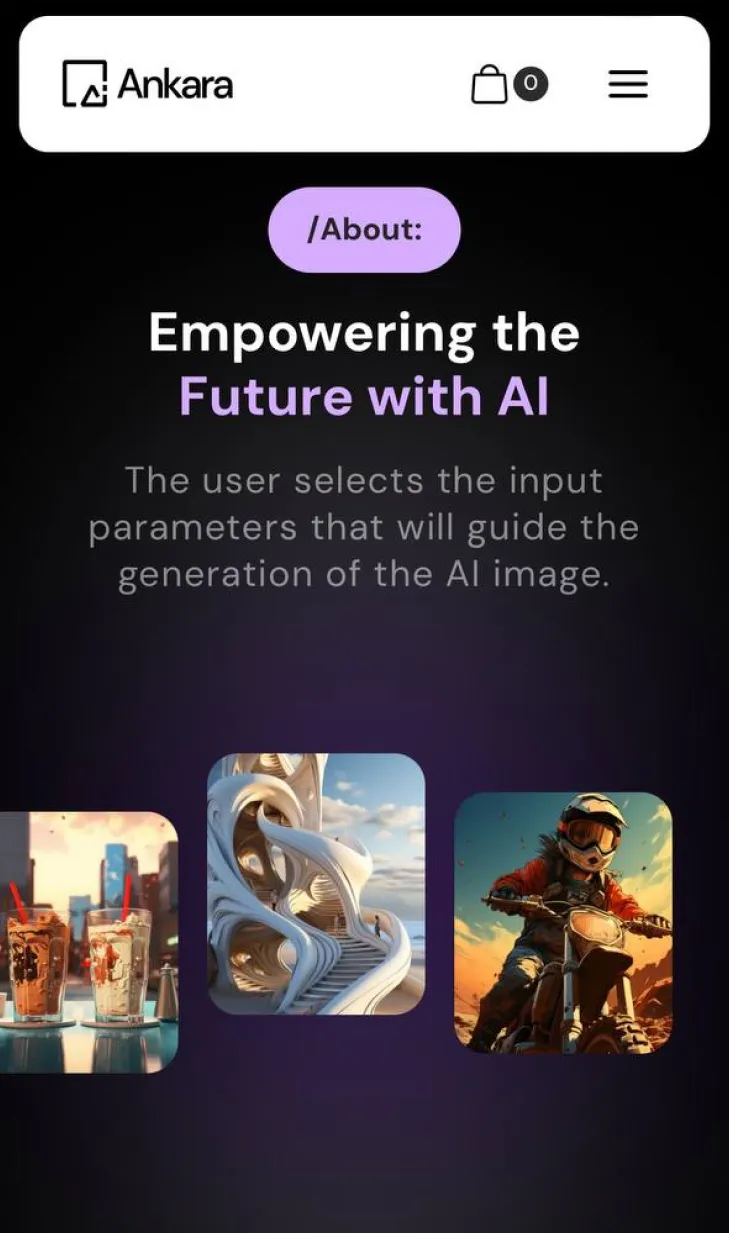 Ankara
0
/About:
Empowering the
Future with AI
The user selects the input
parameters that will guide the
generation of the AI image.